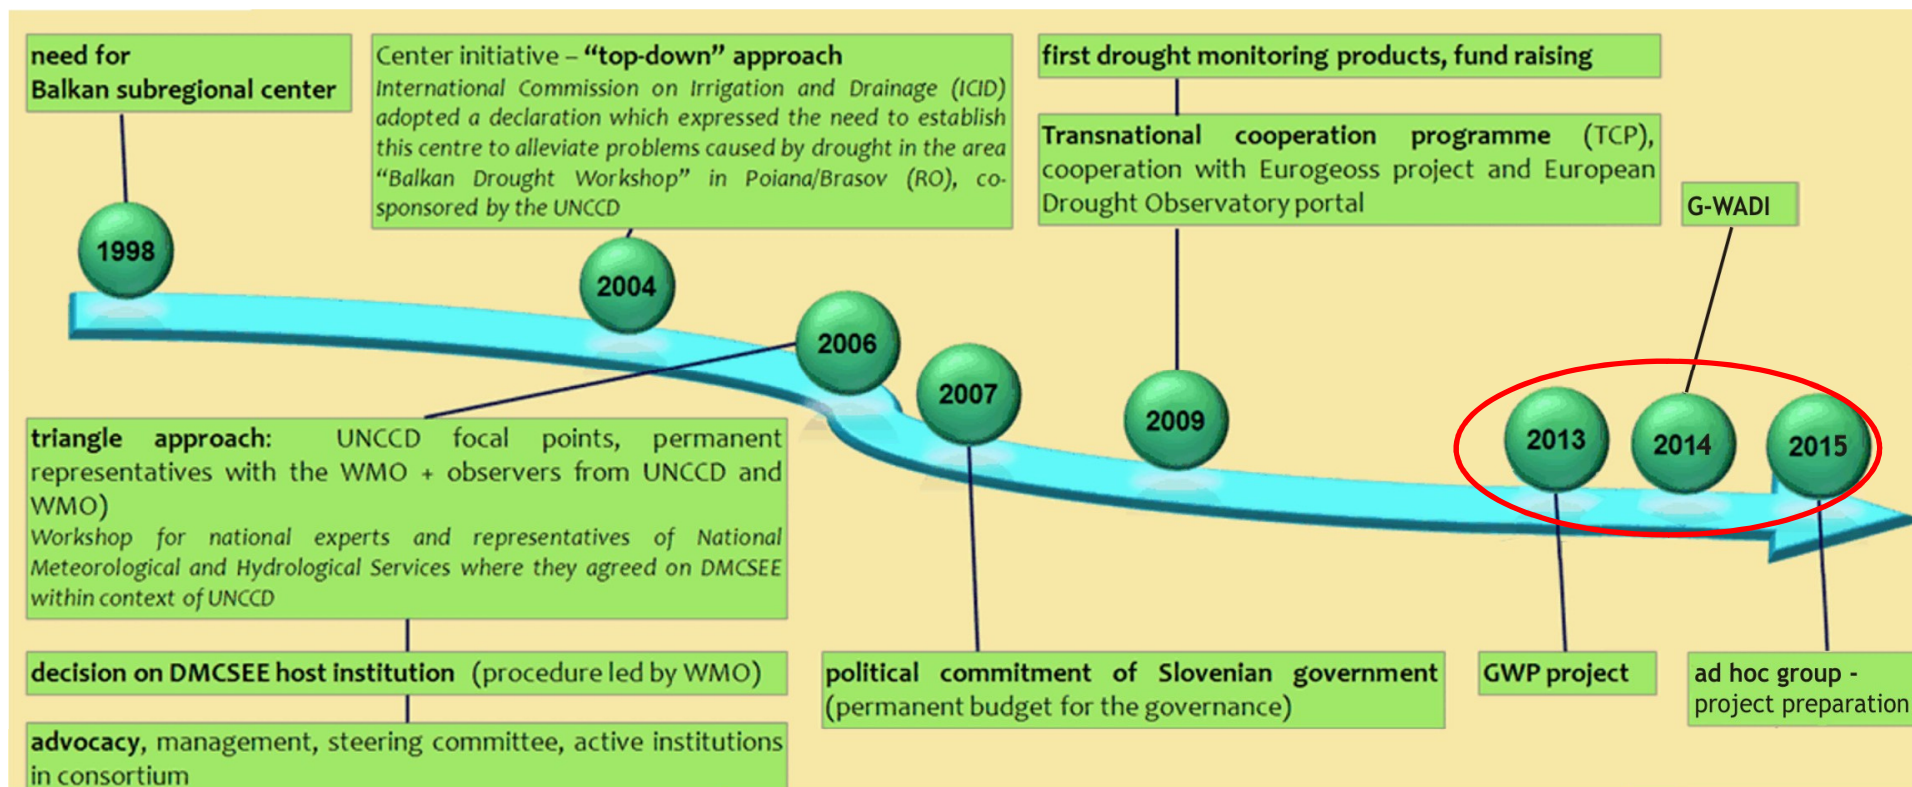 need for
Balkan subregional center
Center initiative – “top-down” approach
International Commission on Irrigation and Drainage (ICID)
adopted a declaration which expressed the need to establish
this centre to alleviate problems caused by drought in the area
“Balkan Drought Workshop” in Poiana/Brasov (RO), co-
sponsored by the UNCCD
first drought monitoring products, fund raising
Transnational cooperation programme (TCP),
cooperation with Eurogeoss project and European
Drought Observatory portal
G-WADI
1998
2004
2006
2007
2009
2013
2014
2015
triangle approach: UNCCD focal points, permanent
representatives with the WMO + observers from UNCCD and
WMO)
Workshop for national experts and representatives of National
Meteorological and Hydrological Services where they agreed on DMCSEE
within context of UNCCD
decision on DMCSEE host institution (procedure led by WMO)
advocacy, management, steering committee, active institutions
in consortium
political commitment of Slovenian government
(permanent budget for the governance)
GWP project
ad hoc group -
project preparation